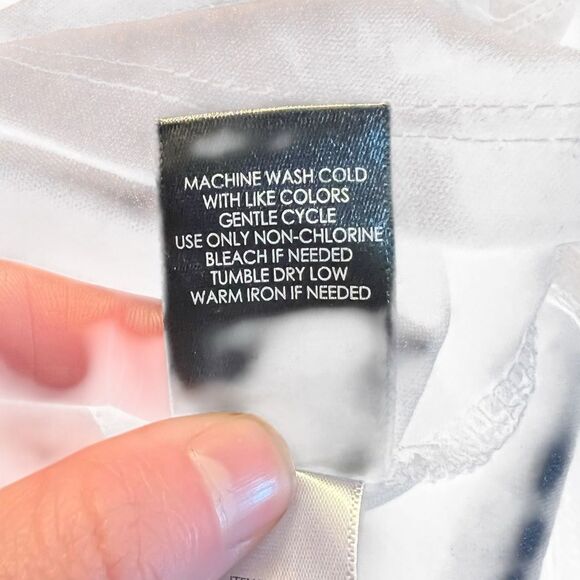 MACHINE WASH COLD
WITH LIKE COLORS
GENTLE CYCLE
USE ONLY NON-CHLORINE
BLEACH IF NEEDED
TUMBLE DRY LOW
WARM IRON IF NEEDED